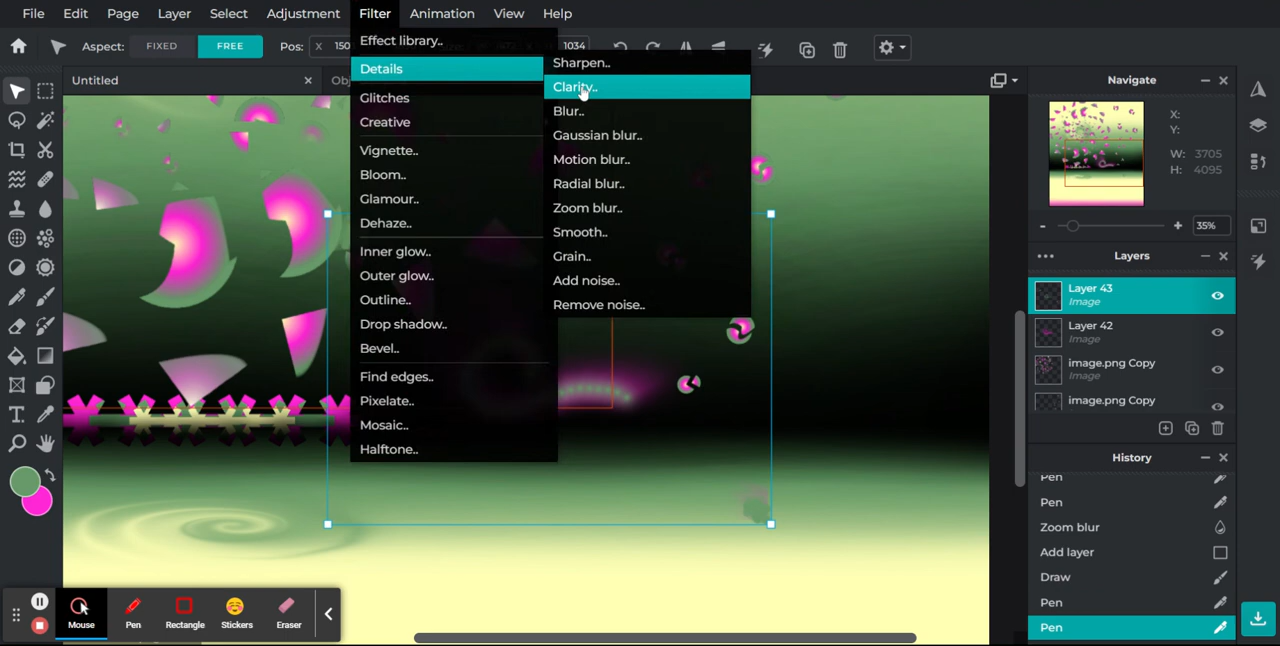 File Edit Page Layer Select Adjustment Filter Animation View Help
Aspect: FIXED FREE Pos: X 150 1034
Untitled
Obj
Effect library..
Details
Glitches
Creative
Vignette..
Bloom..
Glamour..
Dehaze..
Inner glow..
Outer glow..
Outline..
Drop shadow..
Bevel..
Find edges..
Pixelate..
Mosaic..
Halftone..
Sharpen..
Clarity..
Blur..
Gaussian blur..
Motion blur..
Radial blur..
Zoom blur..
Smooth..
Grain..
Add noise..
Remove noise..
Navigate
X:
Y:
W: 3705
H: 4095
35%
Layers
Layer 43
Image
Layer 42
Image
image.png Copy
Image
image.png Copy
History
Pen
Pen
Zoom blur
Add layer
Draw
Pen
Pen
Mouse Pen Rectangle Stickers Eraser